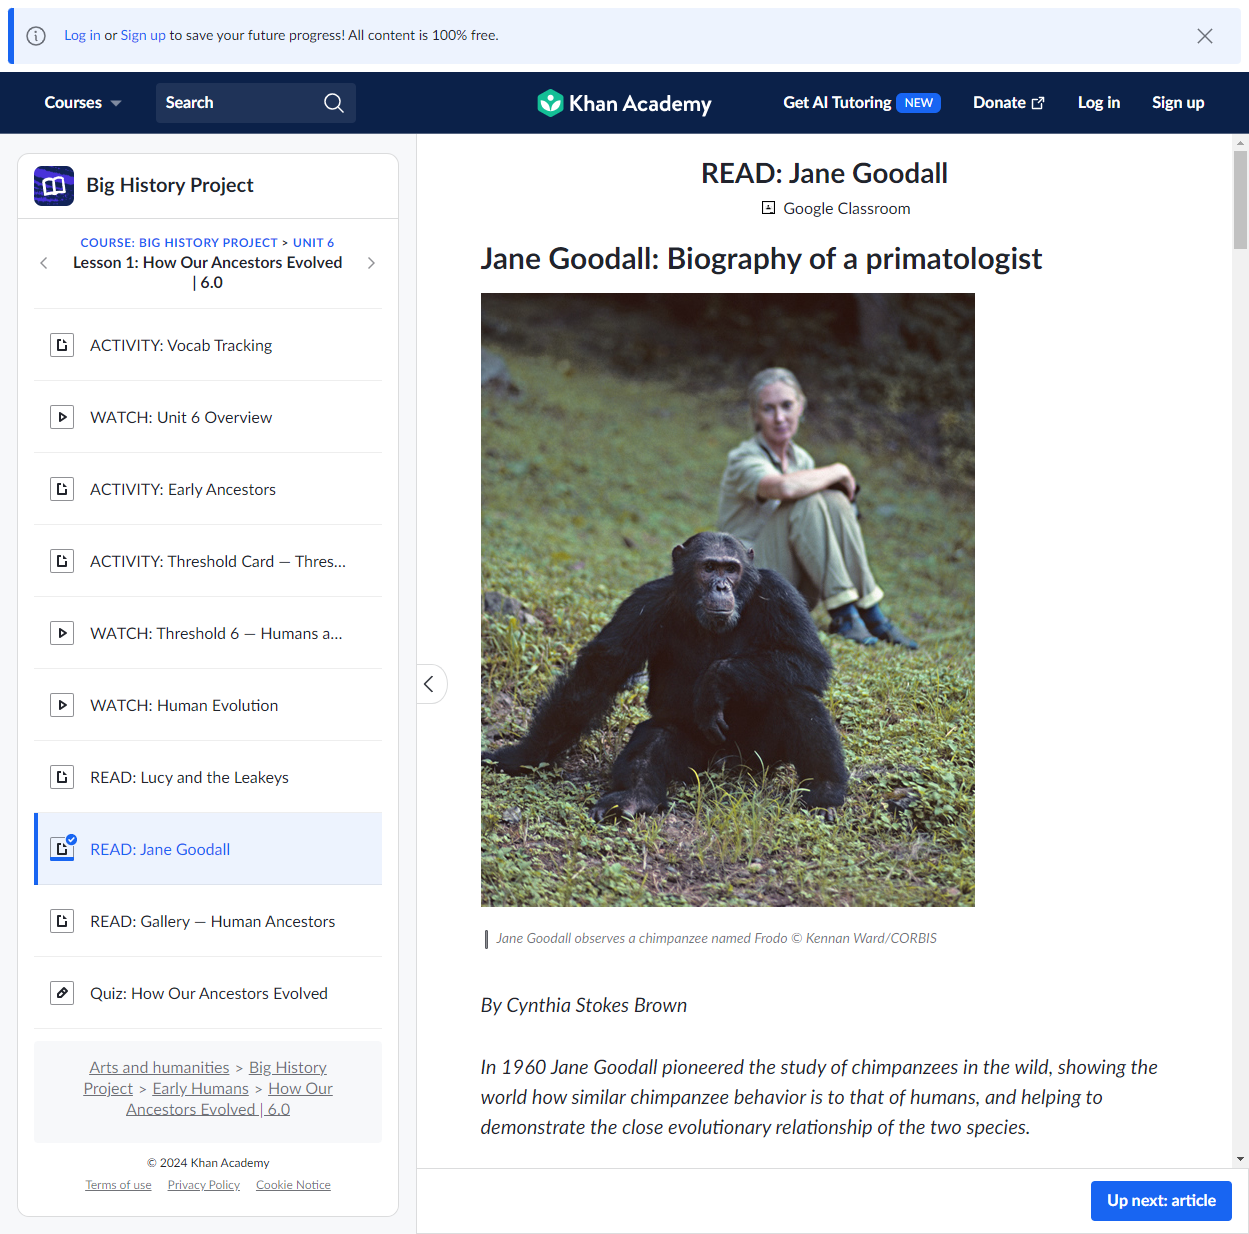 Log in or Sign up to save your future progress! All content is 100% free.
Courses
Search
Khan Academy
Get AI Tutoring NEW
Donate
Log in
Sign up
Big History Project
COURSE: BIG HISTORY PROJECT > UNIT 6
Lesson 1: How Our Ancestors Evolved
| 6.0
ACTIVITY: Vocab Tracking
WATCH: Unit 6 Overview
ACTIVITY: Early Ancestors
ACTIVITY: Threshold Card — Thres...
WATCH: Threshold 6 — Humans a...
WATCH: Human Evolution
READ: Lucy and the Leakeys
READ: Jane Goodall
READ: Gallery — Human Ancestors
Quiz: How Our Ancestors Evolved
Arts and humanities > Big History
Project > Early Humans > How Our
Ancestors Evolved | 6.0
© 2024 Khan Academy
Terms of use Privacy Policy Cookie Notice
READ: Jane Goodall
Google Classroom
Jane Goodall: Biography of a primatologist
Jane Goodall observes a chimpanzee named Frodo © Kennan Ward/CORBIS
By Cynthia Stokes Brown
In 1960 Jane Goodall pioneered the study of chimpanzees in the wild, showing the
world how similar chimpanzee behavior is to that of humans, and helping to
demonstrate the close evolutionary relationship of the two species.
Up next: article